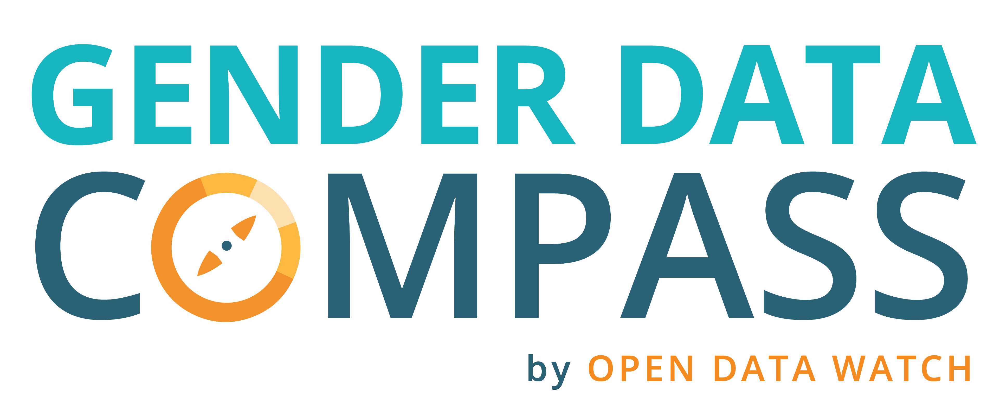 GENDER DATA
COMPASS
by OPEN DATA WATCH